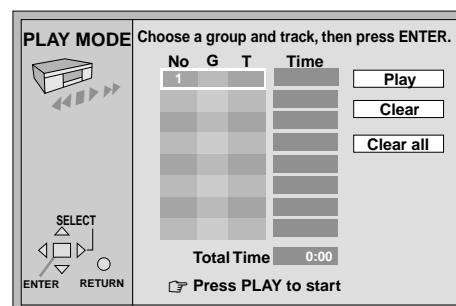 PLAY MODE
Choose a group and track, then press ENTER.
No G T Time
1
Play
Clear
Clear all
SELECT
ENTER RETURN
Total Time 0:00
☞ Press PLAY to start